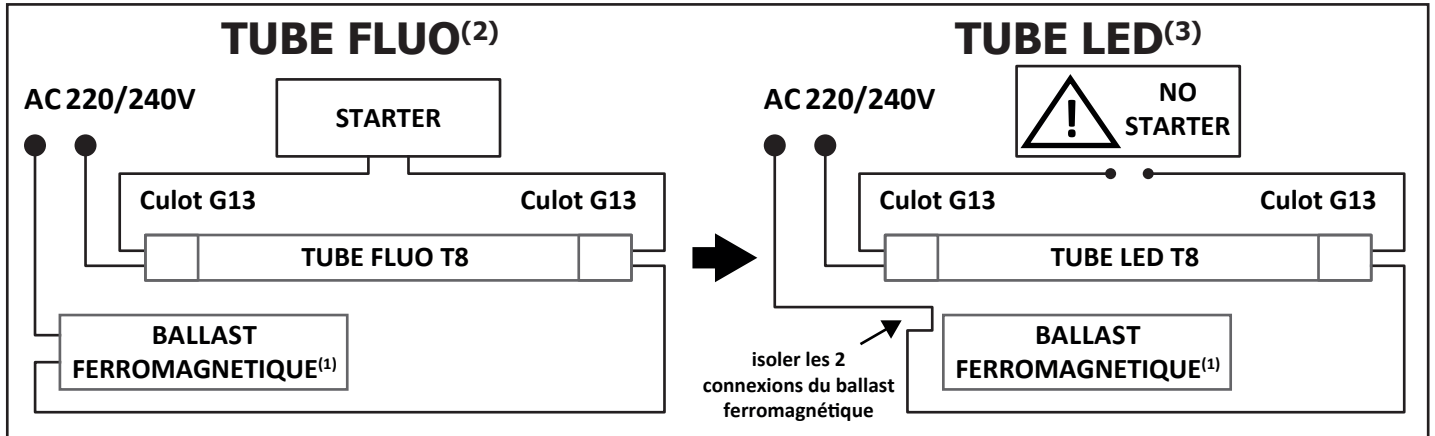 TUBE FLUO(2)
AC 220/240V
STARTER
Culot G13
Culot G13
TUBE FLUO T8
BALLAST
FERROMAGNETIQUE(1)
TUBE LED(3)
AC 220/240V
!
NO
STARTER
Culot G13
Culot G13
TUBE LED T8
isoler les 2
connexions du ballast
ferromagnétique
BALLAST
FERROMAGNETIQUE(1)